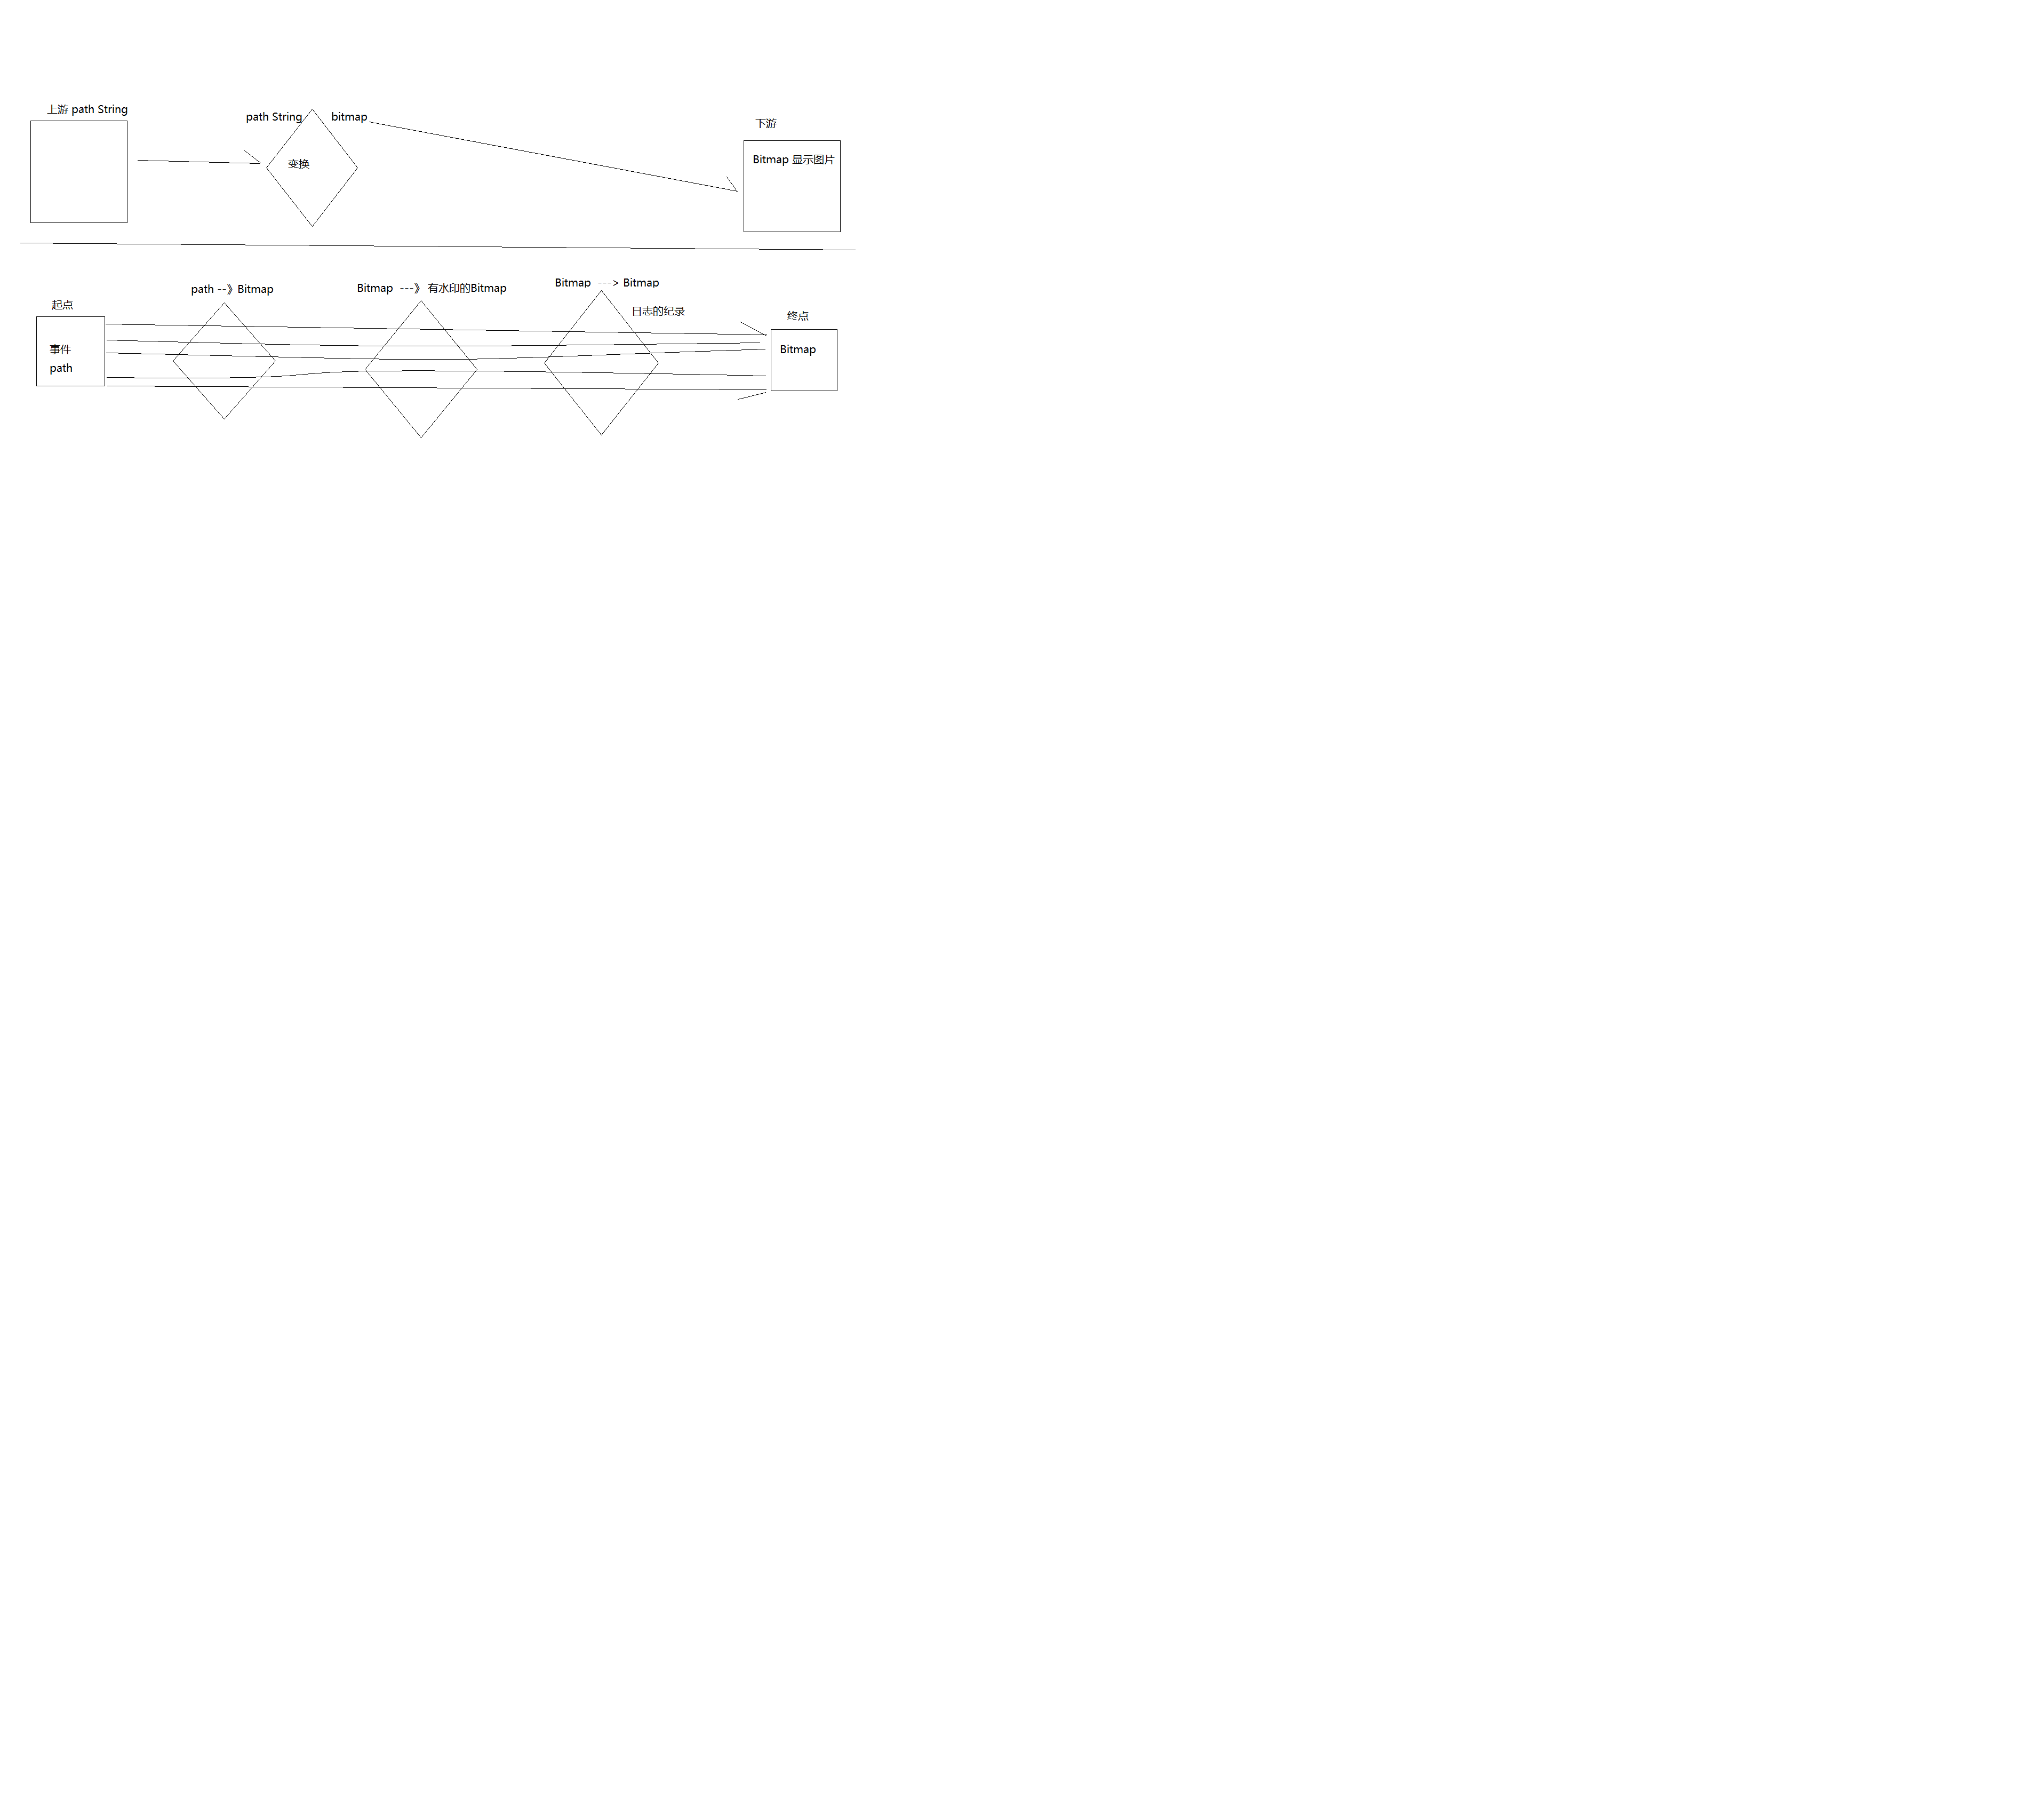 上游 path String
path String
bitmap
变换
下游
Bitmap 显示图片
起点
事件
path
path --》Bitmap
Bitmap ---》 有水印的Bitmap
Bitmap ---> Bitmap
日志的纪录
终点
Bitmap